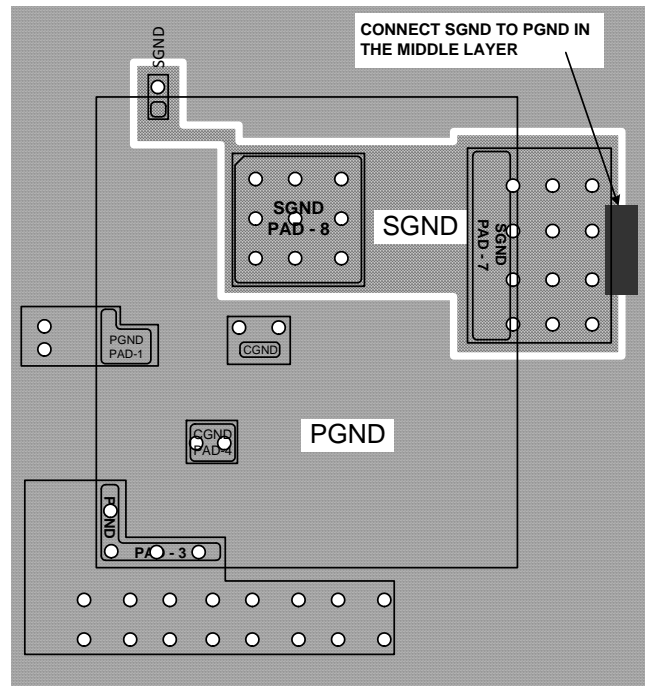 CONNECT SGND TO PGND IN
THE MIDDLE LAYER
SGND
SGND
PAD - 8
SGND
SGND
PAD - 7
PGND
PAD-1
CGND
CGND
PAD-4
PGND
PGND
PAD - 3